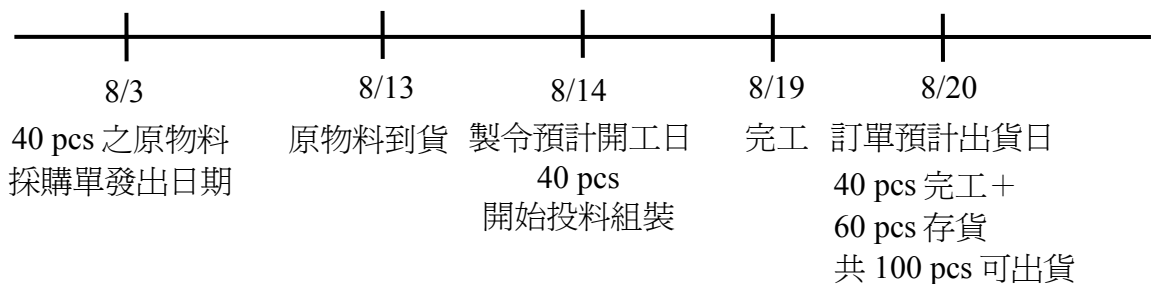 8/3
8/13
8/14
8/19
8/20
40 pcs 之原物料
採購單發出日期
原物料到貨
製令預計開工日
40 pcs
開始投料組裝
完工
訂單預計出貨日
40 pcs 完工＋
60 pcs 存貨
共 100 pcs 可出貨